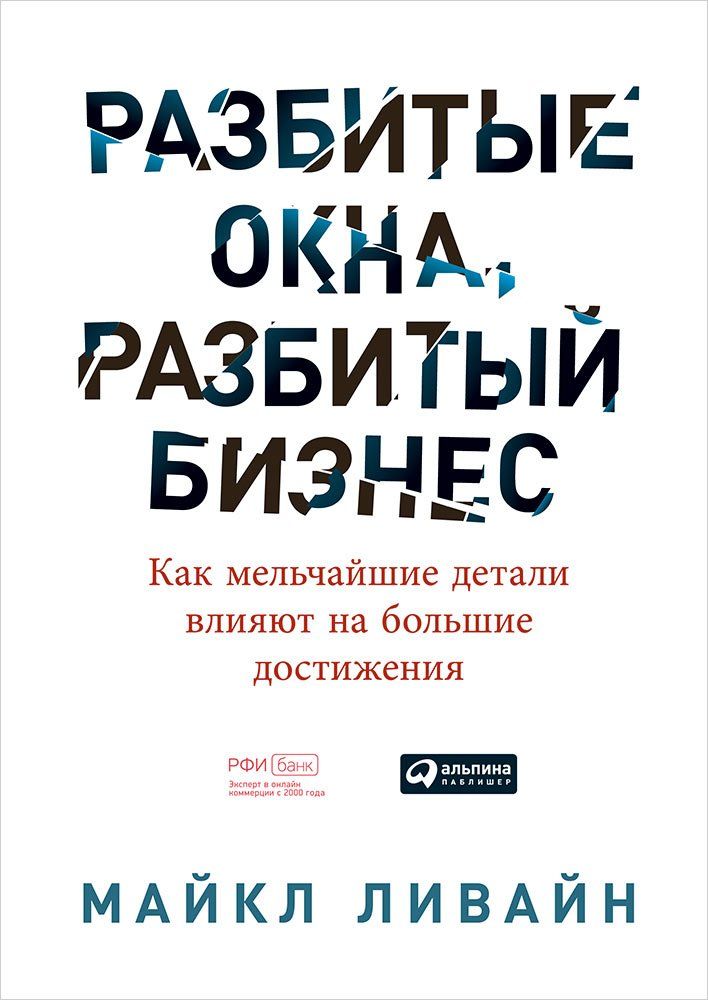 РАЗБИТЫЕ
ОКНА,
РАЗБИТЫЙ
БИЗНЕС
Как мельчайшие детали
влияют на большие
достижения
РФИ банк
Эксперт в онлайн
коммерции с 2000 года
альпина
ПАБЛИШЕР
МАЙКЛ ЛИВАЙН